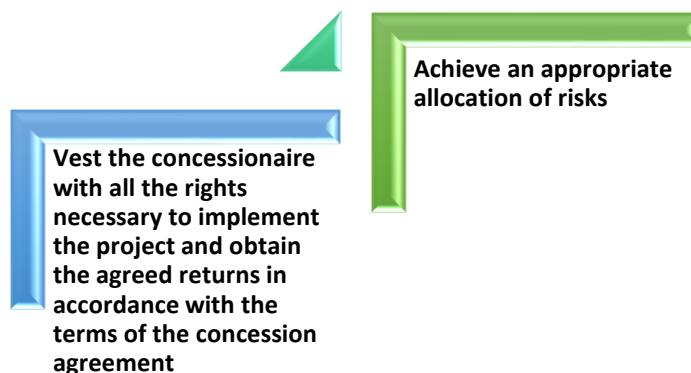 Vest the concessionaire
with all the rights
necessary to implement
the project and obtain
the agreed returns in
accordance with the
terms of the concession
agreement
Achieve an appropriate
allocation of risks